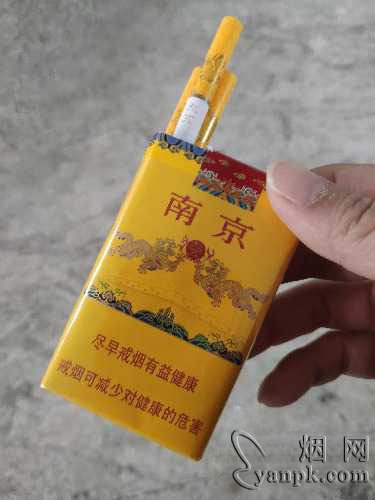 南京
尽早戒烟有益健康
戒烟可减少对健康的危害
烟网
yanpk.com